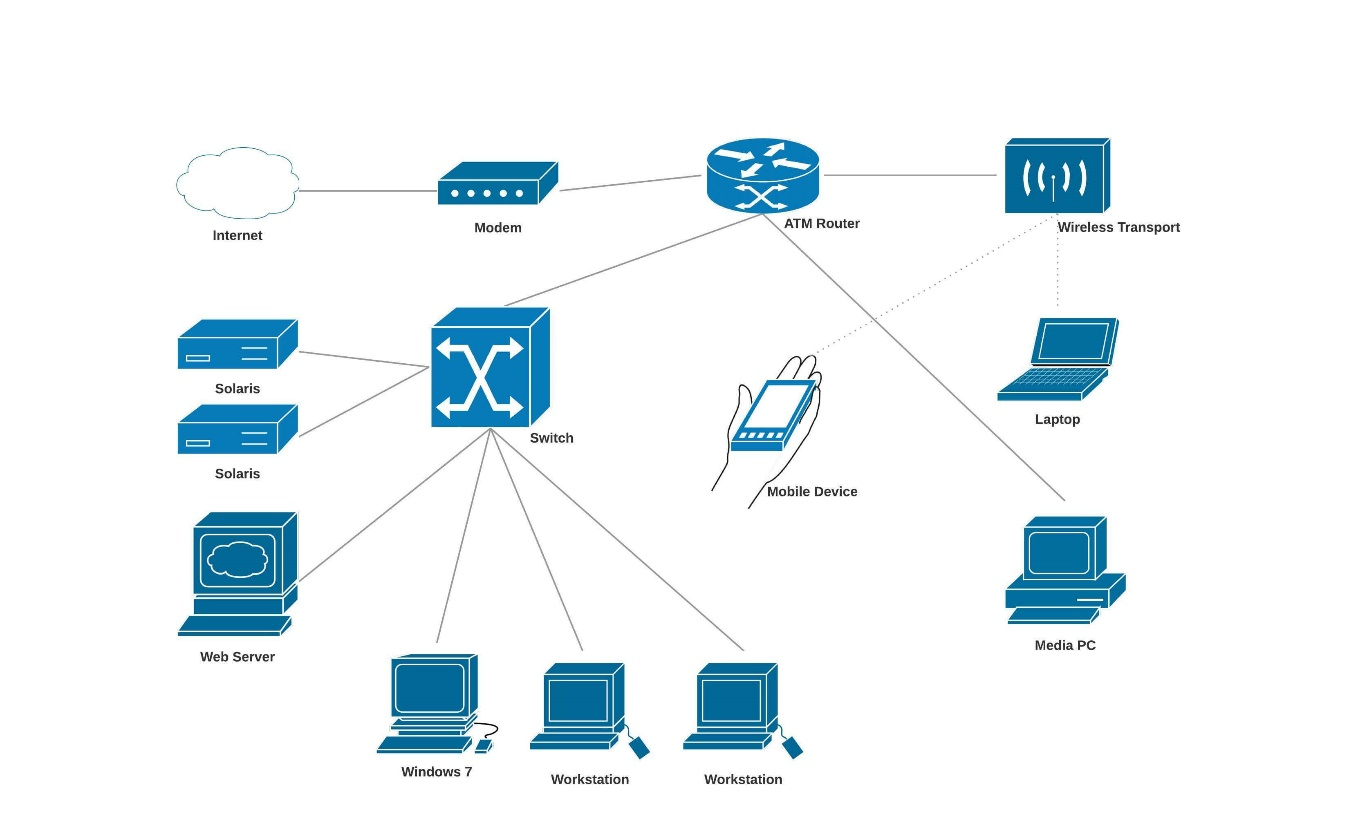 Internet
Modem
ATM Router
Wireless Transport
Solaris
Solaris
Switch
Laptop
Mobile Device
Web Server
Media PC
Windows 7
Workstation
Workstation